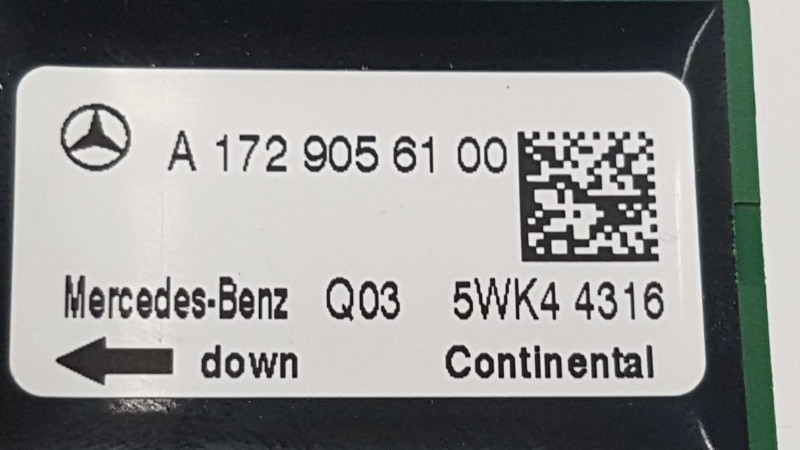 A 172 905 61 00
Mercedes-Benz Q03 5WK4 4316
down Continental